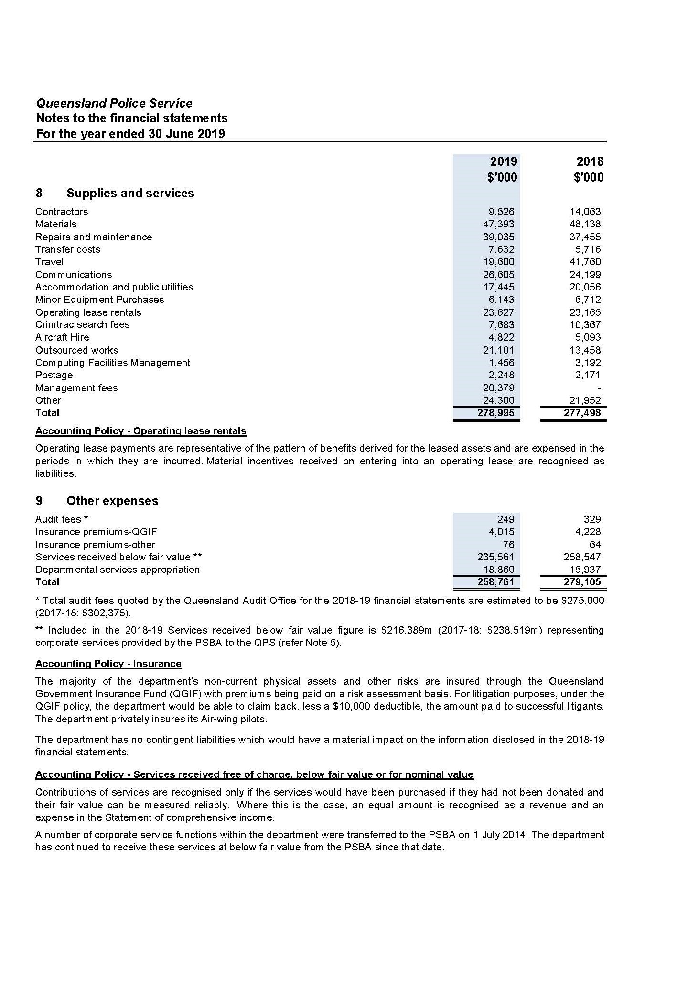 Queensland Police Service
Notes to the financial statements
For the year ended 30 June 2019
2019 2018
$'000 $'000
8 Supplies and services
Contractors 9,526 14,063
Materials 47,393 48,138
Repairs and maintenance 39,035 37,455
Transfer costs 7,632 5,716
Travel 19,600 41,760
Communications 26,605 24,199
Accommodation and public utilities 17,445 20,056
Minor Equipment Purchases 6,143 6,712
Operating lease rentals 23,627 23,165
Crimtrac search fees 7,683 10,367
Aircraft Hire 4,822 5,093
Outsourced works 21,101 13,458
Computing Facilities Management 1,456 3,192
Postage 2,248 2,171
Management fees 20,379 -
Other 24,300 21,952
Total 278,995 277,498
Accounting Policy - Operating lease rentals
Operating lease payments are representative of the pattern of benefits derived for the leased assets and are expensed in the
periods in which they are incurred. Material incentives received on entering into an operating lease are recognised as
liabilities.
9 Other expenses
Audit fees * 249 329
Insurance premiums-QGIF 4,015 4,228
Insurance premiums-other 76 64
Services received below fair value ** 235,561 258,547
Departmental services appropriation 18,860 15,937
Total 258,761 279,105
* Total audit fees quoted by the Queensland Audit Office for the 2018-19 financial statements are estimated to be $275,000
(2017-18: $302,375).
** Included in the 2018-19 Services received below fair value figure is $216.389m (2017-18: $238.519m) representing
corporate services provided by the PSBA to the QPS (refer Note 5).
Accounting Policy - Insurance
The majority of the department's non-current physical assets and other risks are insured through the Queensland
Government Insurance Fund (QGIF) with premiums being paid on a risk assessment basis. For litigation purposes, under the
QGIF policy, the department would be able to claim back, less a $10,000 deductible, the amount paid to successful litigants.
The department privately insures its Air-wing pilots.
The department has no contingent liabilities which would have a material impact on the information disclosed in the 2018-19
financial statements.
Accounting Policy - Services received free of charge, below fair value or for nominal value
Contributions of services are recognised only if the services would have been purchased if they had not been donated and
their fair value can be measured reliably. Where this is the case, an equal amount is recognised as a revenue and an
expense in the Statement of comprehensive income.
A number of corporate service functions within the department were transferred to the PSBA on 1 July 2014. The department
has continued to receive these services at below fair value from the PSBA since that date.